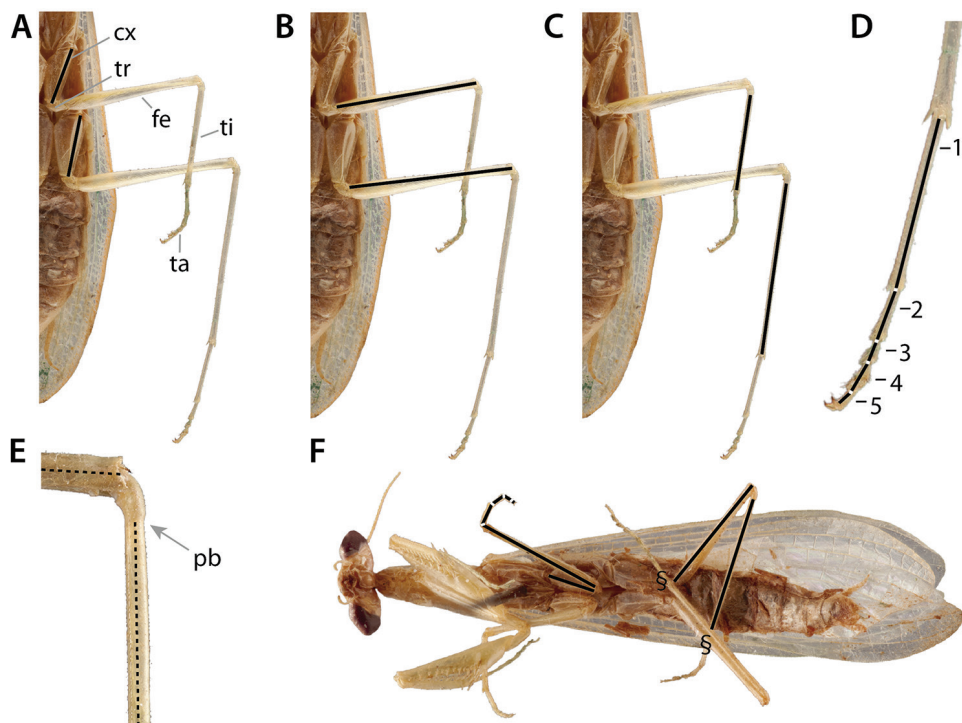 A
cx
tr
fe
ti
ta
B
C
D
–1
–2
–3
–4
–5
E
pb
F
§
§